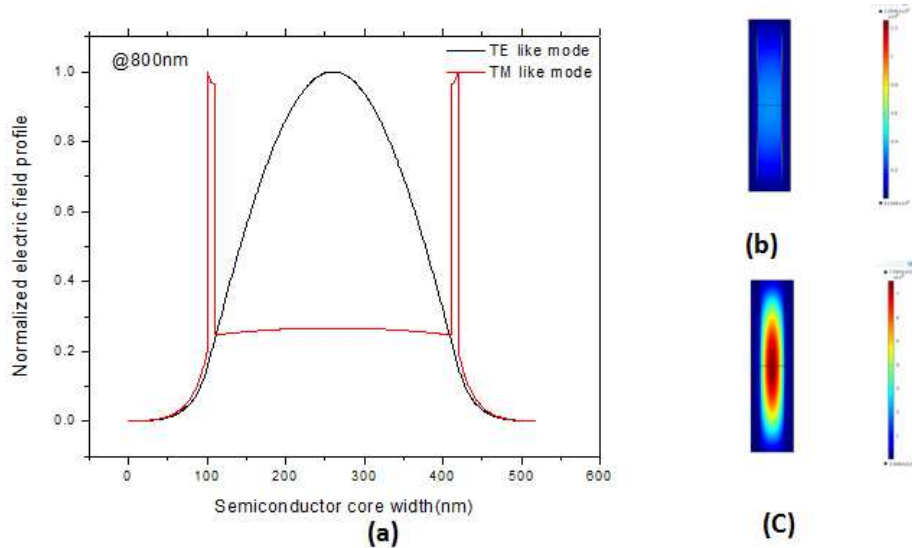 @800nm
TE like mode
TM like mode
1.0
0.8
0.6
0.4
0.2
0.0
Normalized electric field profile
0
100
200
300
400
500
600
Semiconductor core width(nm)
(a)
(b)
(C)